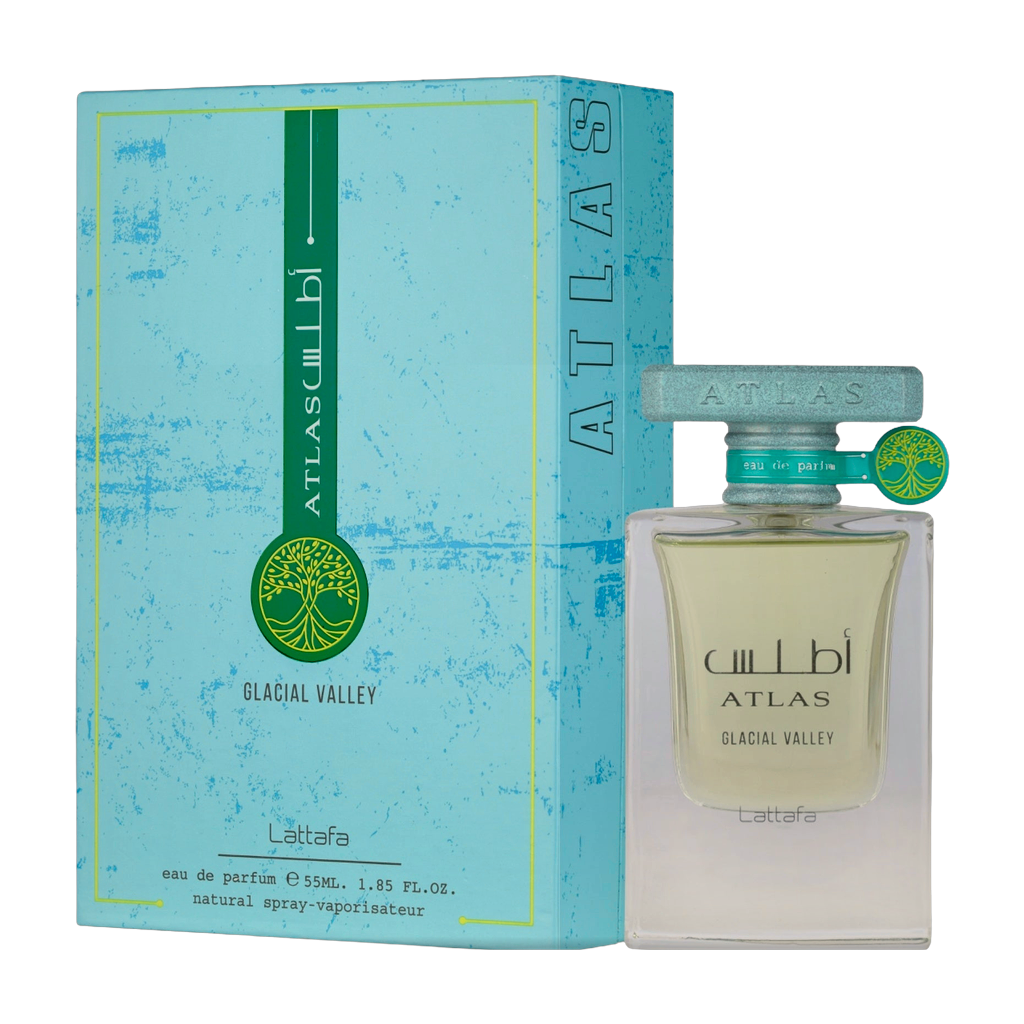 أطلس
ATLAS
GLACIAL VALLEY
Lattafa
eau de parfum ℮ 55ML. 1.85 FL.OZ.
natural spray-vaporisateur
ATLAS
ATLAS
eau de parfum
أطلس
ATLAS
GLACIAL VALLEY
Lattafa